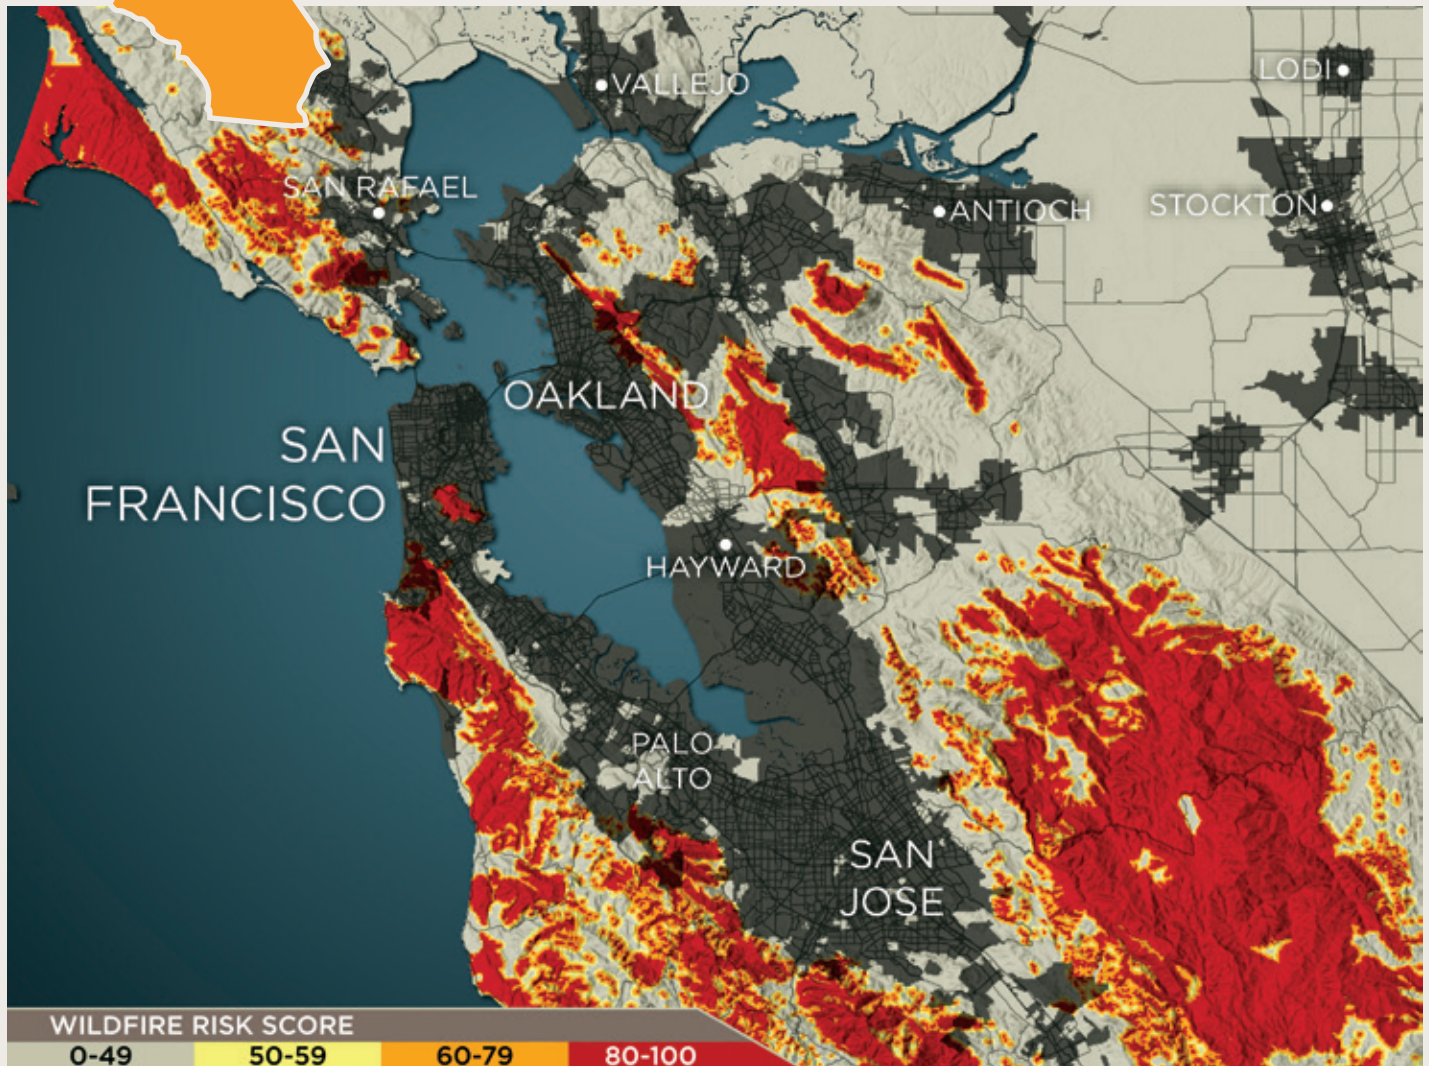 VALLEJO
LODI
SAN RAFAEL
ANTIOCH
STOCKTON
OAKLAND
SAN
FRANCISCO
HAYWARD
PALO
ALTO
SAN
JOSE
WILDFIRE RISK SCORE
0-49 50-59 60-79 80-100